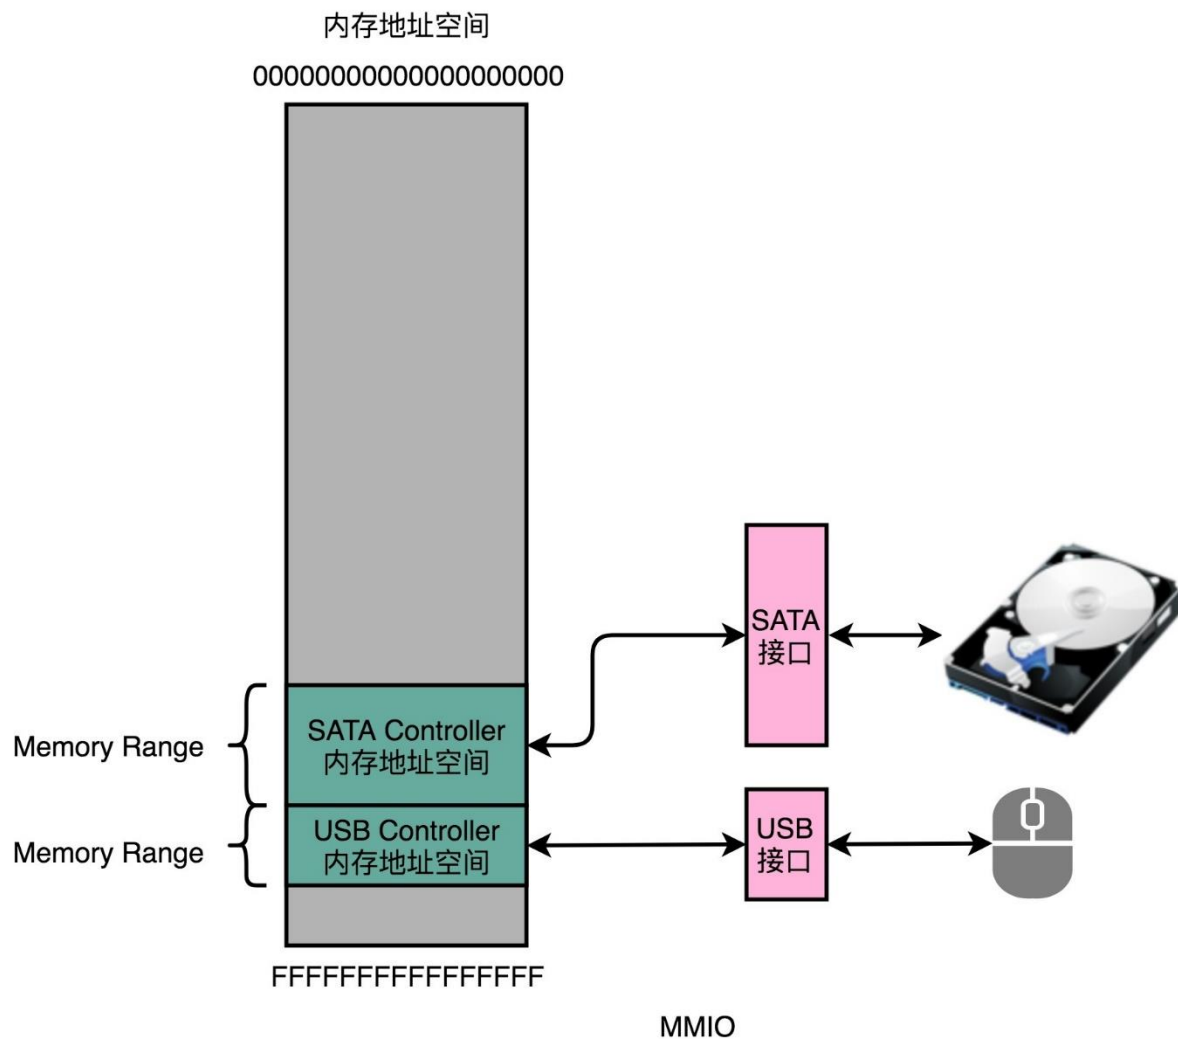 内存地址空间
00000000000000000000
SATA
接口
SATA Controller
内存地址空间
Memory Range
USB Controller
内存地址空间
Memory Range
USB
接口
FFFFFFFFFFFFFFFF
MMIO